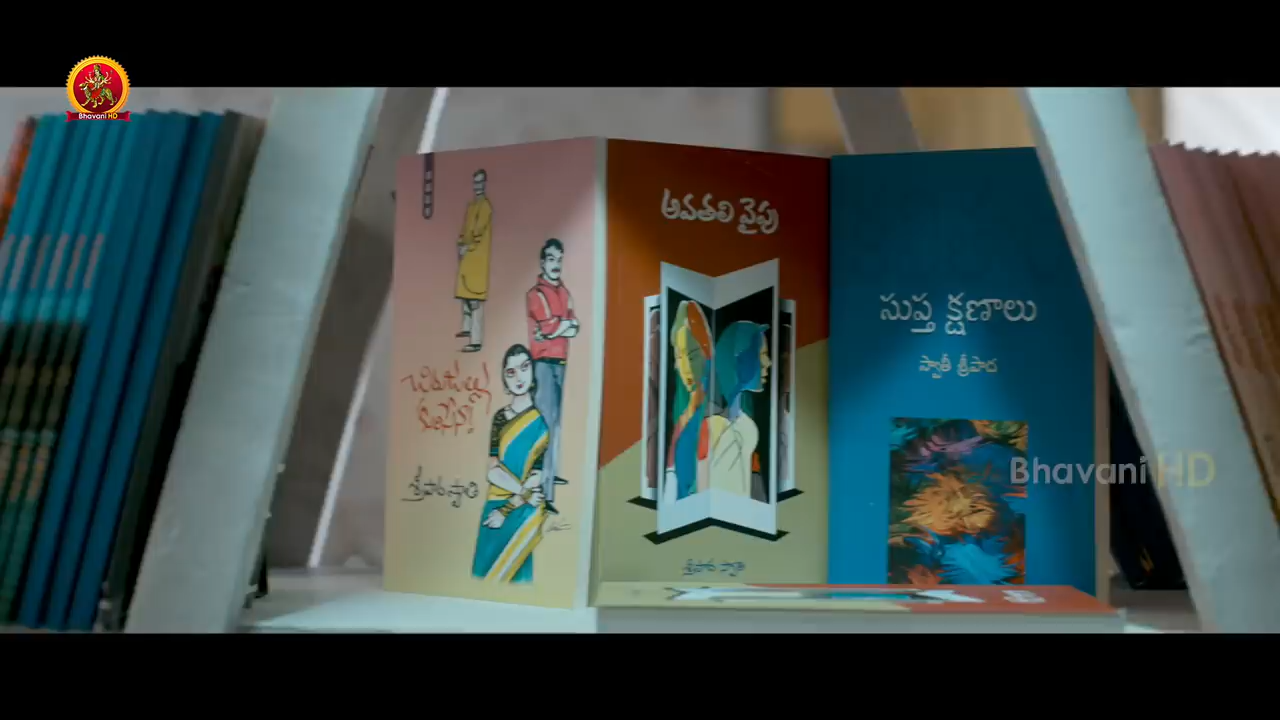 Bhavani HD
అవతలి వైపు
శ్రీపాద స్వాతి
సుప్త క్షణాలు
స్వాతీ శ్రీపాద
శ్రీపాద స్వాతి
Bhavani HD